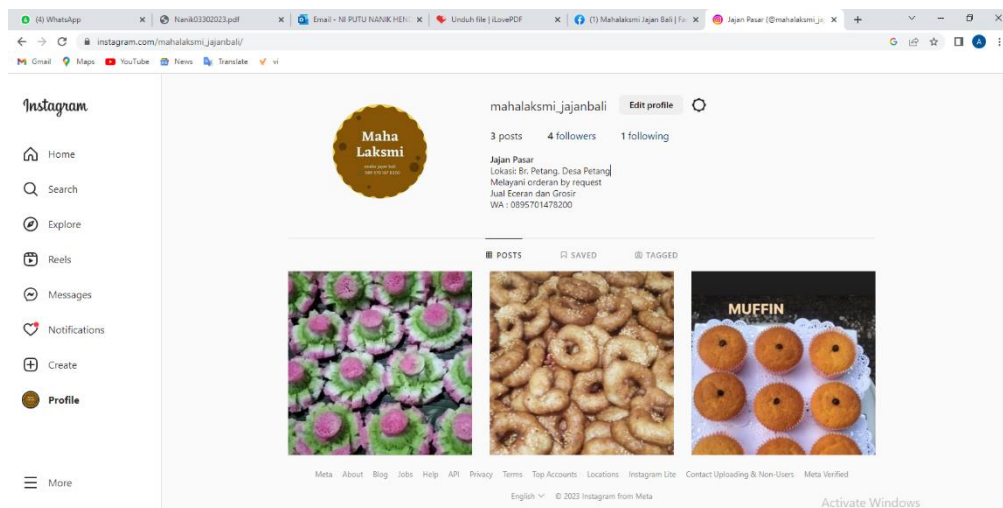 (4) WhatsApp
Nanik03302023.pdf
Email - NI PUTU NANIK HEN
Unduh file | iLovePDF
(1) Mahalaksmi Jajan Bali | Fa
Jajan Pasar (@mahalaksmi_ja
instagram.com/mahalaksmi_jajanbali/
Gmail
Maps
YouTube
News
Translate
vi
Instagram
Home
Search
Explore
Reels
Messages
Notifications
Create
Profile
More
Maha
Laksmi
mahalaksmi_jajanbali
Edit profile
3 posts 4 followers 1 following
Jajan Pasar
Lokasi: Br. Petang. Desa Petang
Melayani orderan by request
Jual Eceran dan Grosir
WA : 0895701478200
POSTS SAVED TAGGED
MUFFIN
Meta About Blog Jobs Help API Privacy Terms Top Accounts Locations Instagram Lite Contact Uploading & Non-Users Meta Verified
English © 2023 Instagram from Meta
Activate Windows